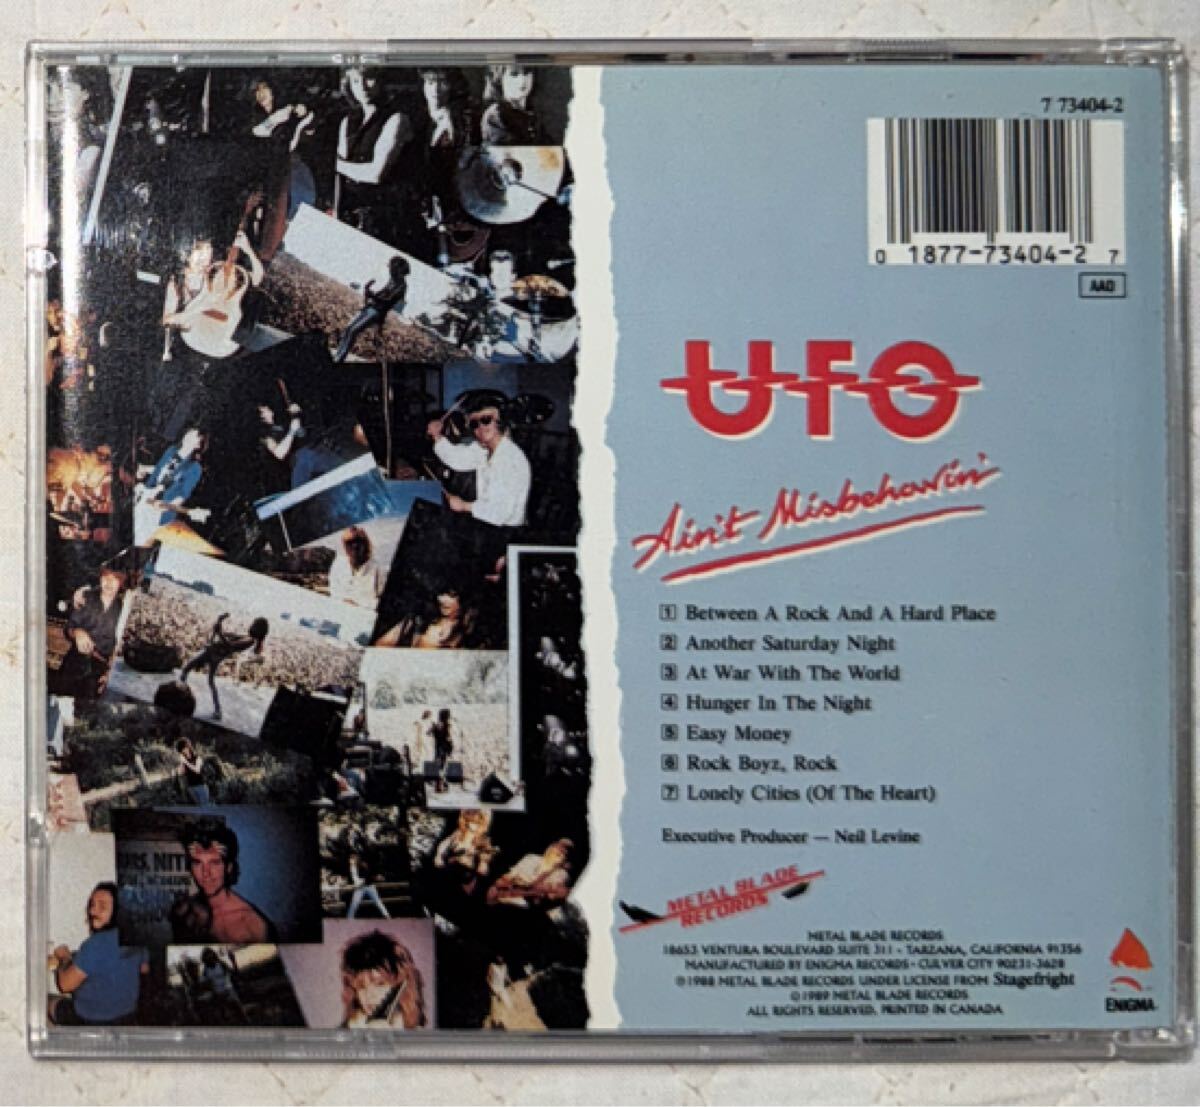 7 73404-2
0 1877-73404-2 7
AAD
UFO
Ain't Misbehavin'
1 Between A Rock And A Hard Place
2 Another Saturday Night
3 At War With The World
4 Hunger In The Night
5 Easy Money
6 Rock Boyz, Rock
7 Lonely Cities (Of The Heart)
Executive Producer — Neil Levine
METAL BLADE
RECORDS
METAL BLADE RECORDS
18653 VENTURA BOULEVARD SUITE 311 • TARZANA, CALIFORNIA 91356
MANUFACTURED BY ENIGMA RECORDS • CULVER CITY 90231-3628
℗1988 METAL BLADE RECORDS UNDER LICENSE FROM Stagefright
©1989 METAL BLADE RECORDS
ALL RIGHTS RESERVED. PRINTED IN CANADA
ENIGMA